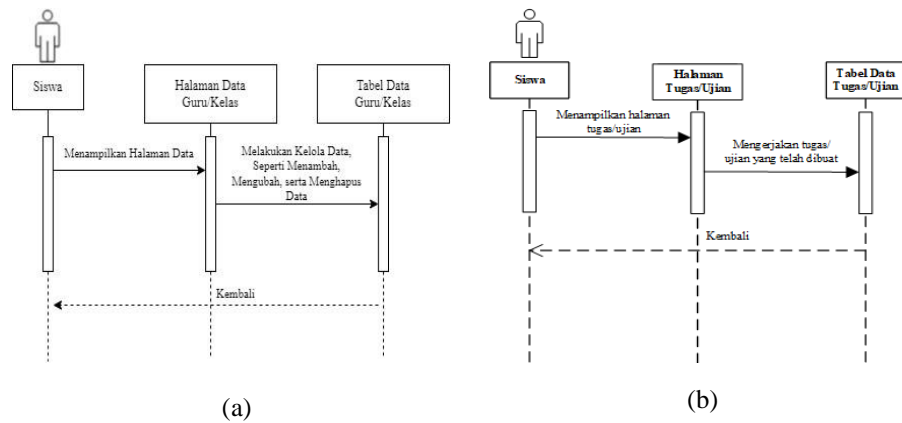 Siswa
Halaman Data
Guru/Kelas
Tabel Data
Guru/Kelas
Menampilkan Halaman Data
Melakukan Kelola Data,
Seperti Menambah,
Mengubah, serta Menghapus
Data
Kembali
(a)
Siswa
Halaman
Tugas/Ujian
Tabel Data
Tugas/Ujian
Menampilkan halaman
tugas/ujian
Mengerjakan tugas/
ujian yang telah dibuat
Kembali
(b)